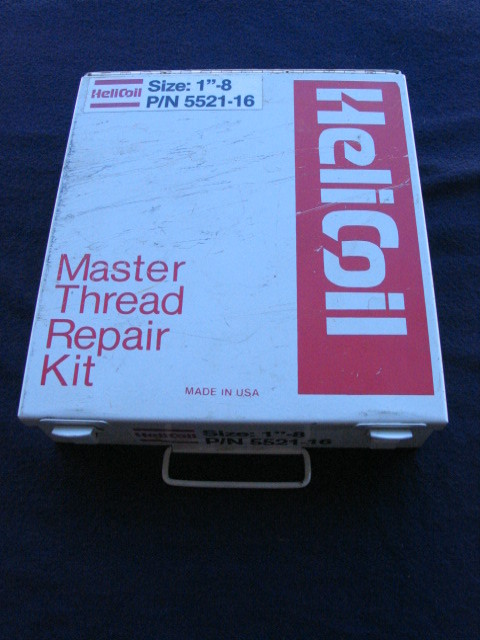 HeliCoil
Size: 1"-8
P/N 5521-16
HeliCoil
Master
Thread
Repair
Kit
MADE IN USA
HeliCoil
Size: 1"-8
P/N 5521-16